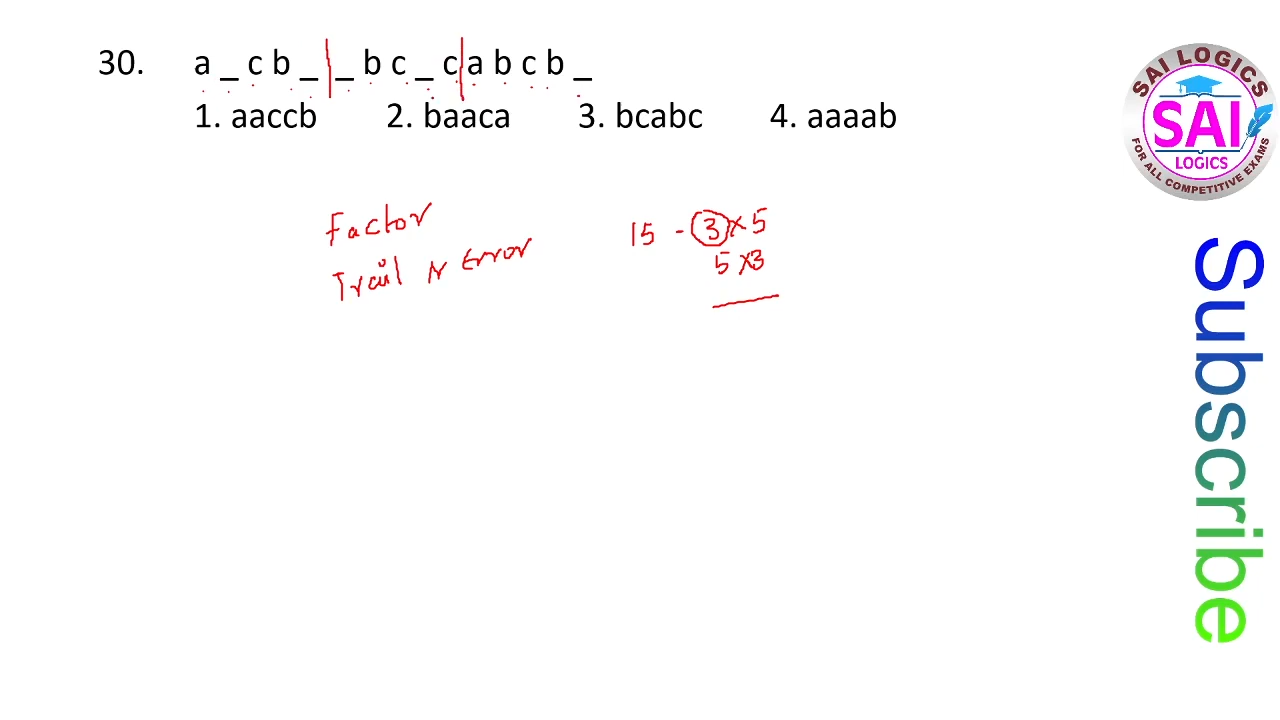 30. a _ c b _ _ b c _ c a b c b _
1. aaccb 2. baaca 3. bcabc 4. aaaab
Factor 15 - 3 x 5
Trail N Error 5 x 3
SAI LOGICS
SAI
LOGICS
FOR ALL COMPETITIVE EXAMS
Subscribe